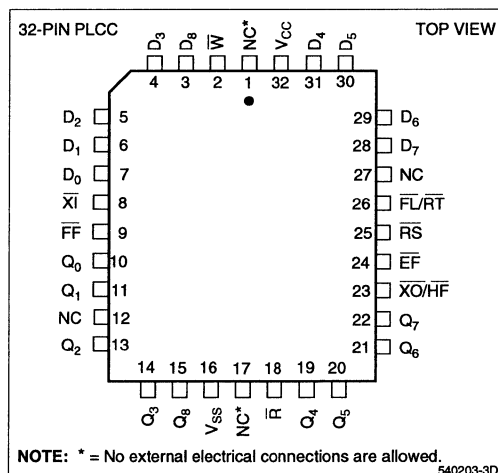 32-PIN PLCC TOP VIEW
D₃ D₈ W̅ NC* V_CC D₄ D₅
4 3 2 1 32 31 30
D₂ 5 29 D₆
D₁ 6 28 D₇
D₀ 7 27 NC
X̅I̅ 8 26 F̅L̅/R̅T̅
F̅F̅ 9 25 R̅S̅
Q₀ 10 24 E̅F̅
Q₁ 11 23 X̅O̅/H̅F̅
NC 12 22 Q₇
Q₂ 13 21 Q₆
14 15 16 17 18 19 20
Q₃ Q₈ V_SS NC* R̅ Q₄ Q₅
NOTE: * = No external electrical connections are allowed.
540203-3D